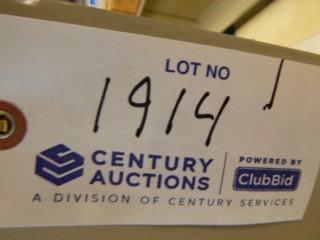 LOT NO
1914
CENTURY
AUCTIONS
POWERED BY
ClubBid
A DIVISION OF CENTURY SERVICES